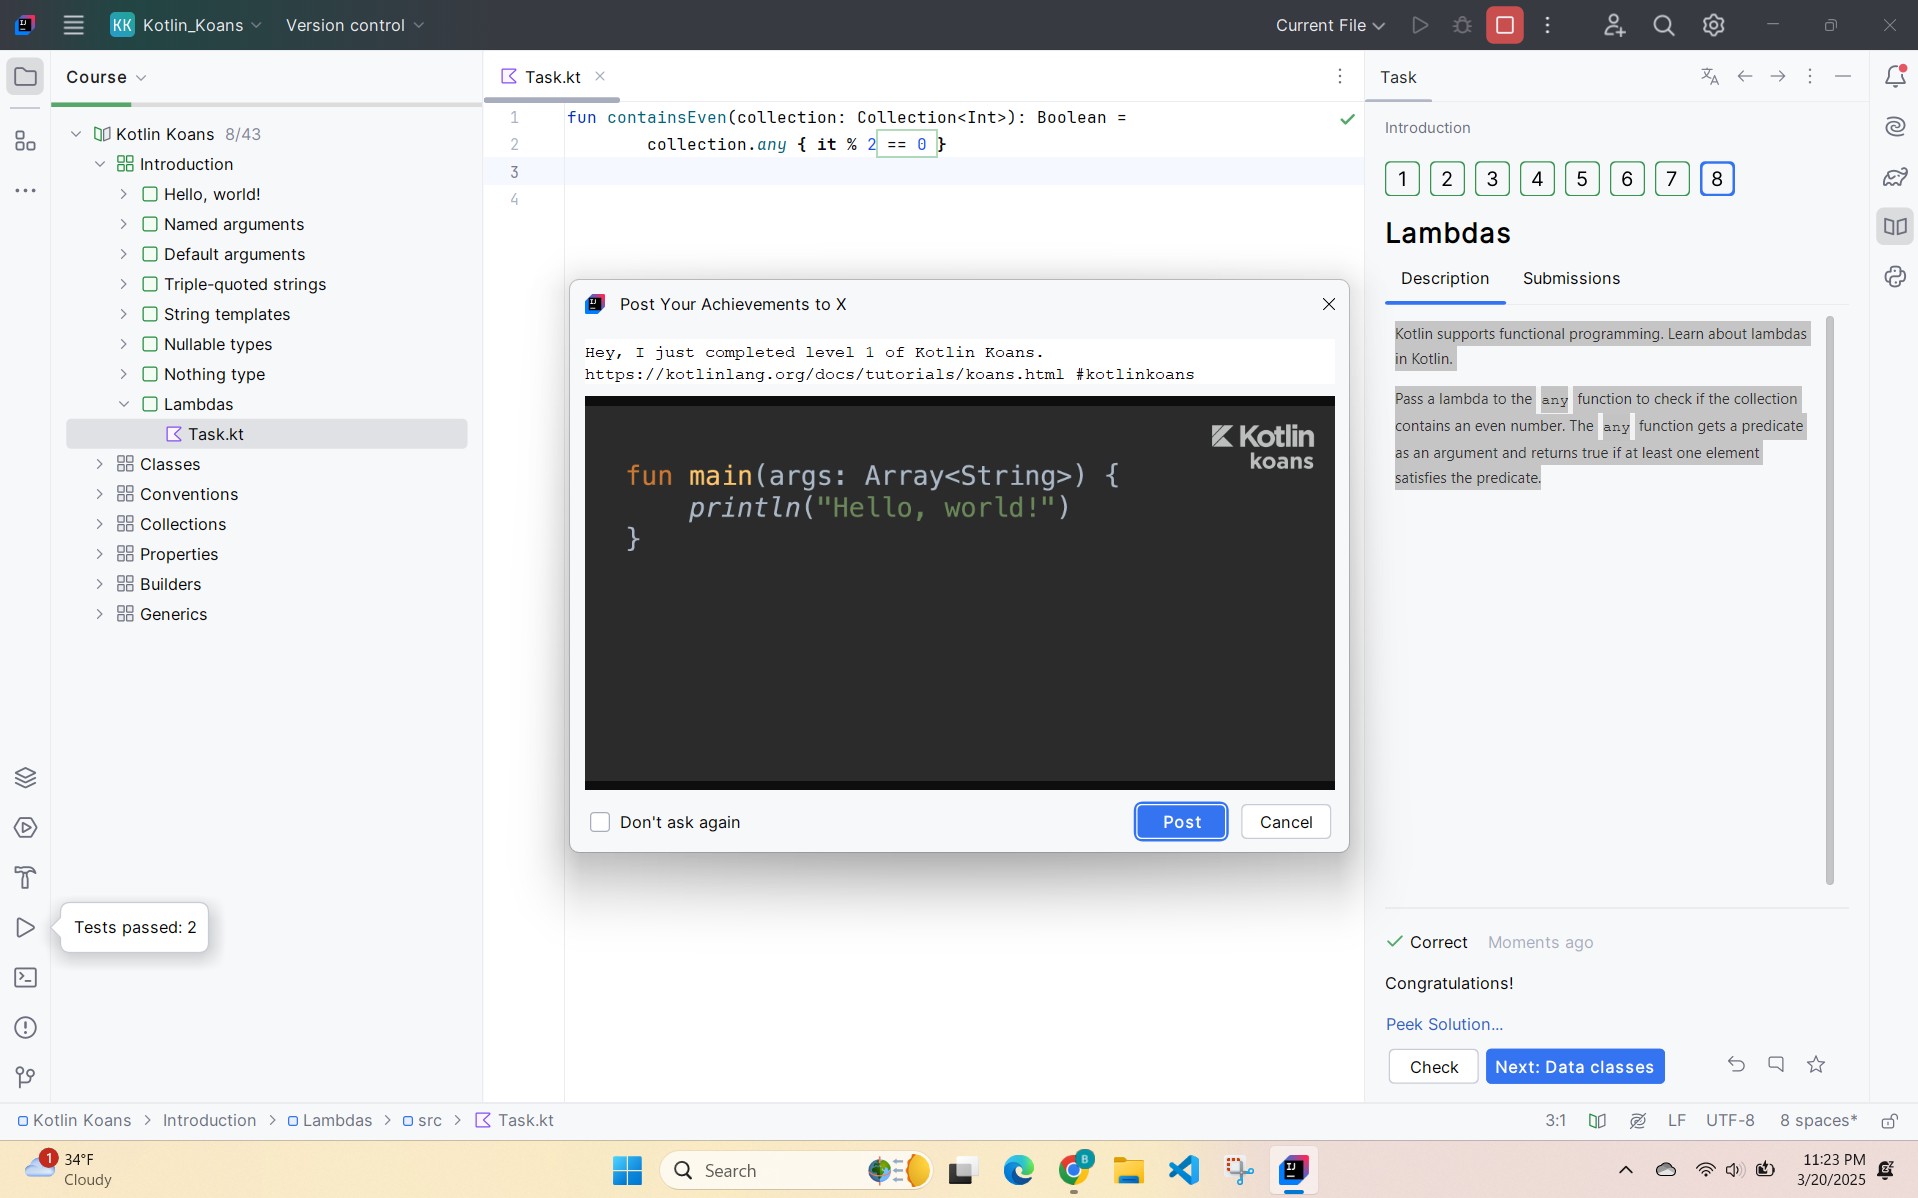 KK Kotlin_Koans
Version control
Current File
Course
Kotlin Koans 8/43
Introduction
Hello, world!
Named arguments
Default arguments
Triple-quoted strings
String templates
Nullable types
Nothing type
Lambdas
Task.kt
Classes
Conventions
Collections
Properties
Builders
Generics
Tests passed: 2
Task.kt
1 fun containsEven(collection: Collection<Int>): Boolean =
2 collection.any { it % 2 == 0 }
3
4
Post Your Achievements to X
Hey, I just completed level 1 of Kotlin Koans.
https://kotlinlang.org/docs/tutorials/koans.html #kotlinkoans
Kotlin
koans
fun main(args: Array<String>) {
println("Hello, world!")
}
Don't ask again
Post
Cancel
Task
Introduction
1 2 3 4 5 6 7 8
Lambdas
Description Submissions
Kotlin supports functional programming. Learn about lambdas
in Kotlin.
Pass a lambda to the any function to check if the collection
contains an even number. The any function gets a predicate
as an argument and returns true if at least one element
satisfies the predicate.
Correct Moments ago
Congratulations!
Peek Solution...
Check Next: Data classes
Kotlin Koans > Introduction > Lambdas > src > Task.kt
3:1 LF UTF-8 8 spaces*
1
34°F
Cloudy
Search
B
11:23 PM
3/20/2025